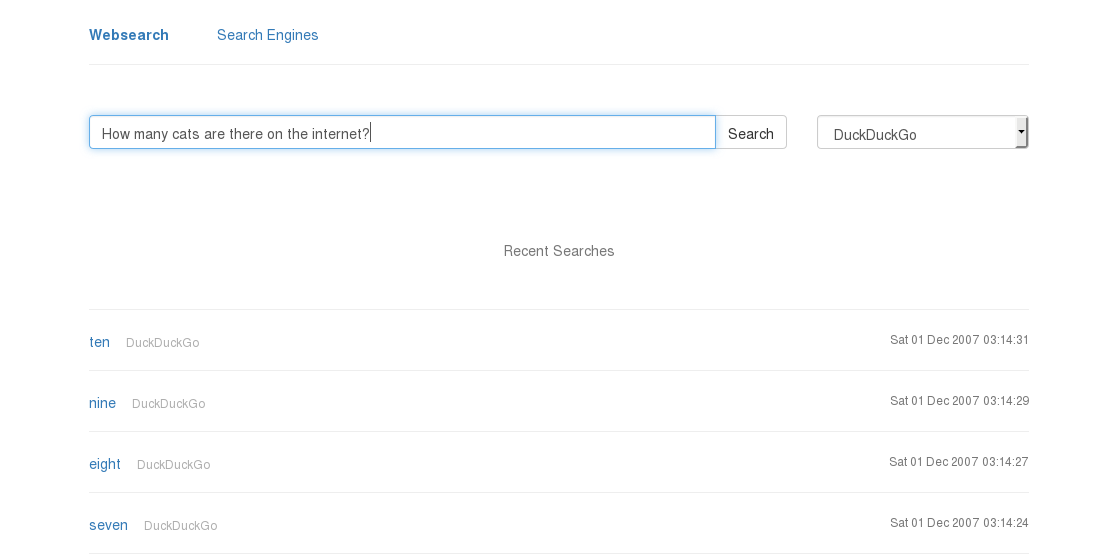 Websearch Search Engines
How many cats are there on the internet? Search DuckDuckGo
Recent Searches
ten DuckDuckGo Sat 01 Dec 2007 03:14:31
nine DuckDuckGo Sat 01 Dec 2007 03:14:29
eight DuckDuckGo Sat 01 Dec 2007 03:14:27
seven DuckDuckGo Sat 01 Dec 2007 03:14:24